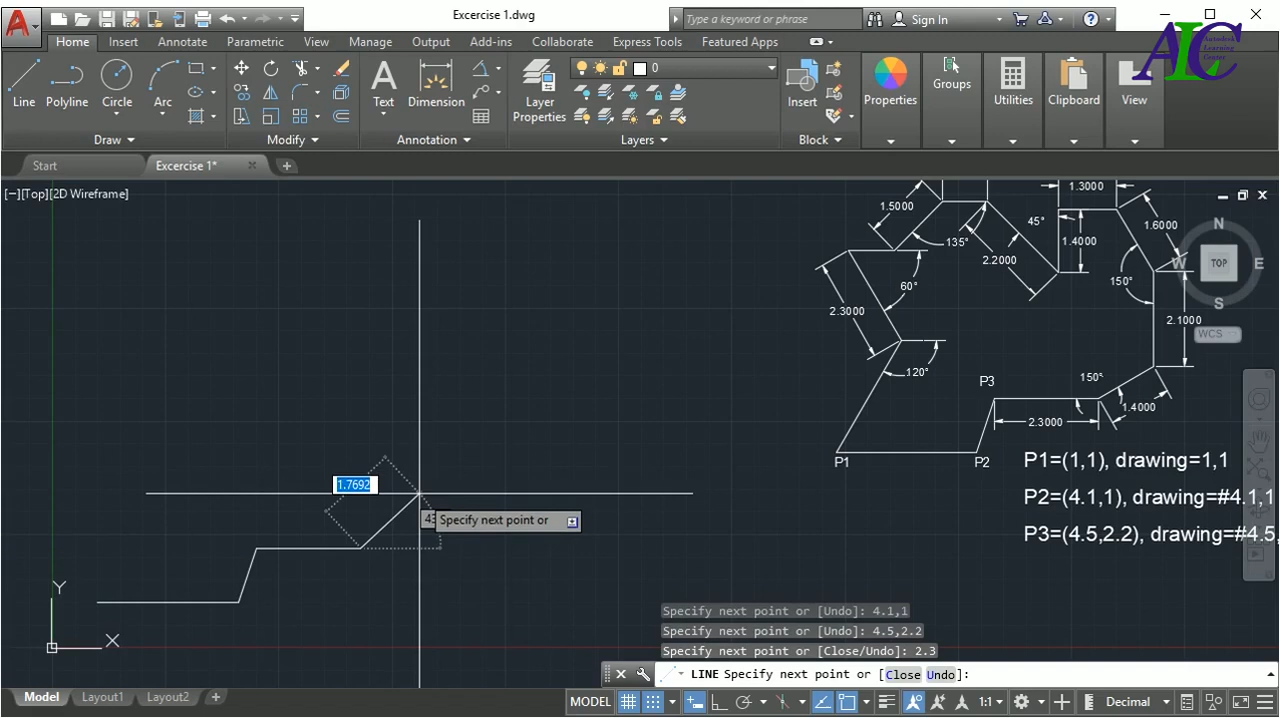 Excercise 1.dwg
Type a keyword or phrase
Sign In
Home Insert Annotate Parametric View Manage Output Add-ins Collaborate Express Tools Featured Apps
ALC
Autodesk
Learning
Center
0
Line Polyline Circle Arc
Text Dimension
Layer
Properties
Insert
Properties Groups Utilities Clipboard View
Draw Modify Annotation Layers Block
Start Excercise 1*
[−][Top][2D Wireframe]
1.5000
135°
2.2000
45°
1.3000
1.4000
1.6000
150°
2.1000
60°
2.3000
120°
P3
150°
1.4000
2.3000
P1
P2
N
W TOP E
S
WCS
P1=(1,1), drawing=1,1
P2=(4.1,1), drawing=#4.1,1
P3=(4.5,2.2), drawing=#4.5,
1.7692
Specify next point or
Y
X
Specify next point or [Undo]: 4.1,1
Specify next point or [Undo]: 4.5,2.2
Specify next point or [Close/Undo]: 2.3
LINE Specify next point or [Close Undo]:
Model Layout1 Layout2
MODEL 1:1 Decimal